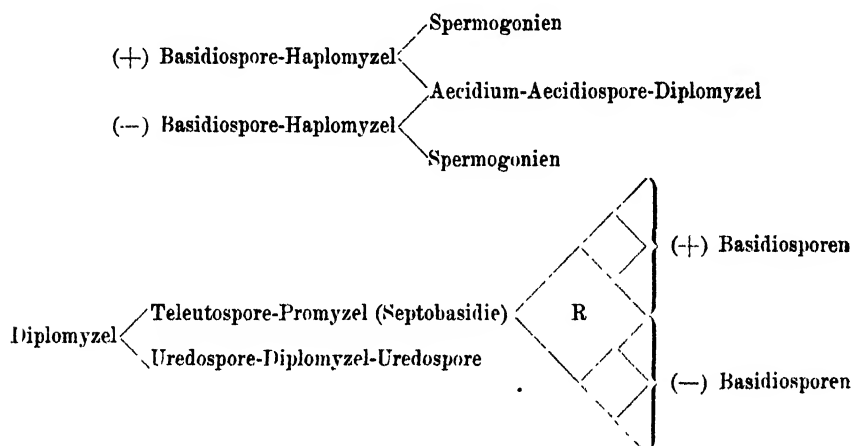 Spermogonien
(+) Basidiospore-Haplomyzel
Aecidium-Aecidiospore-Diplomyzel
(—) Basidiospore-Haplomyzel
Spermogonien
(+) Basidiosporen
Teleutospore-Promyzel (Septobasidie) R
Diplomyzel
Uredospore-Diplomyzel-Uredospore
(—) Basidiosporen